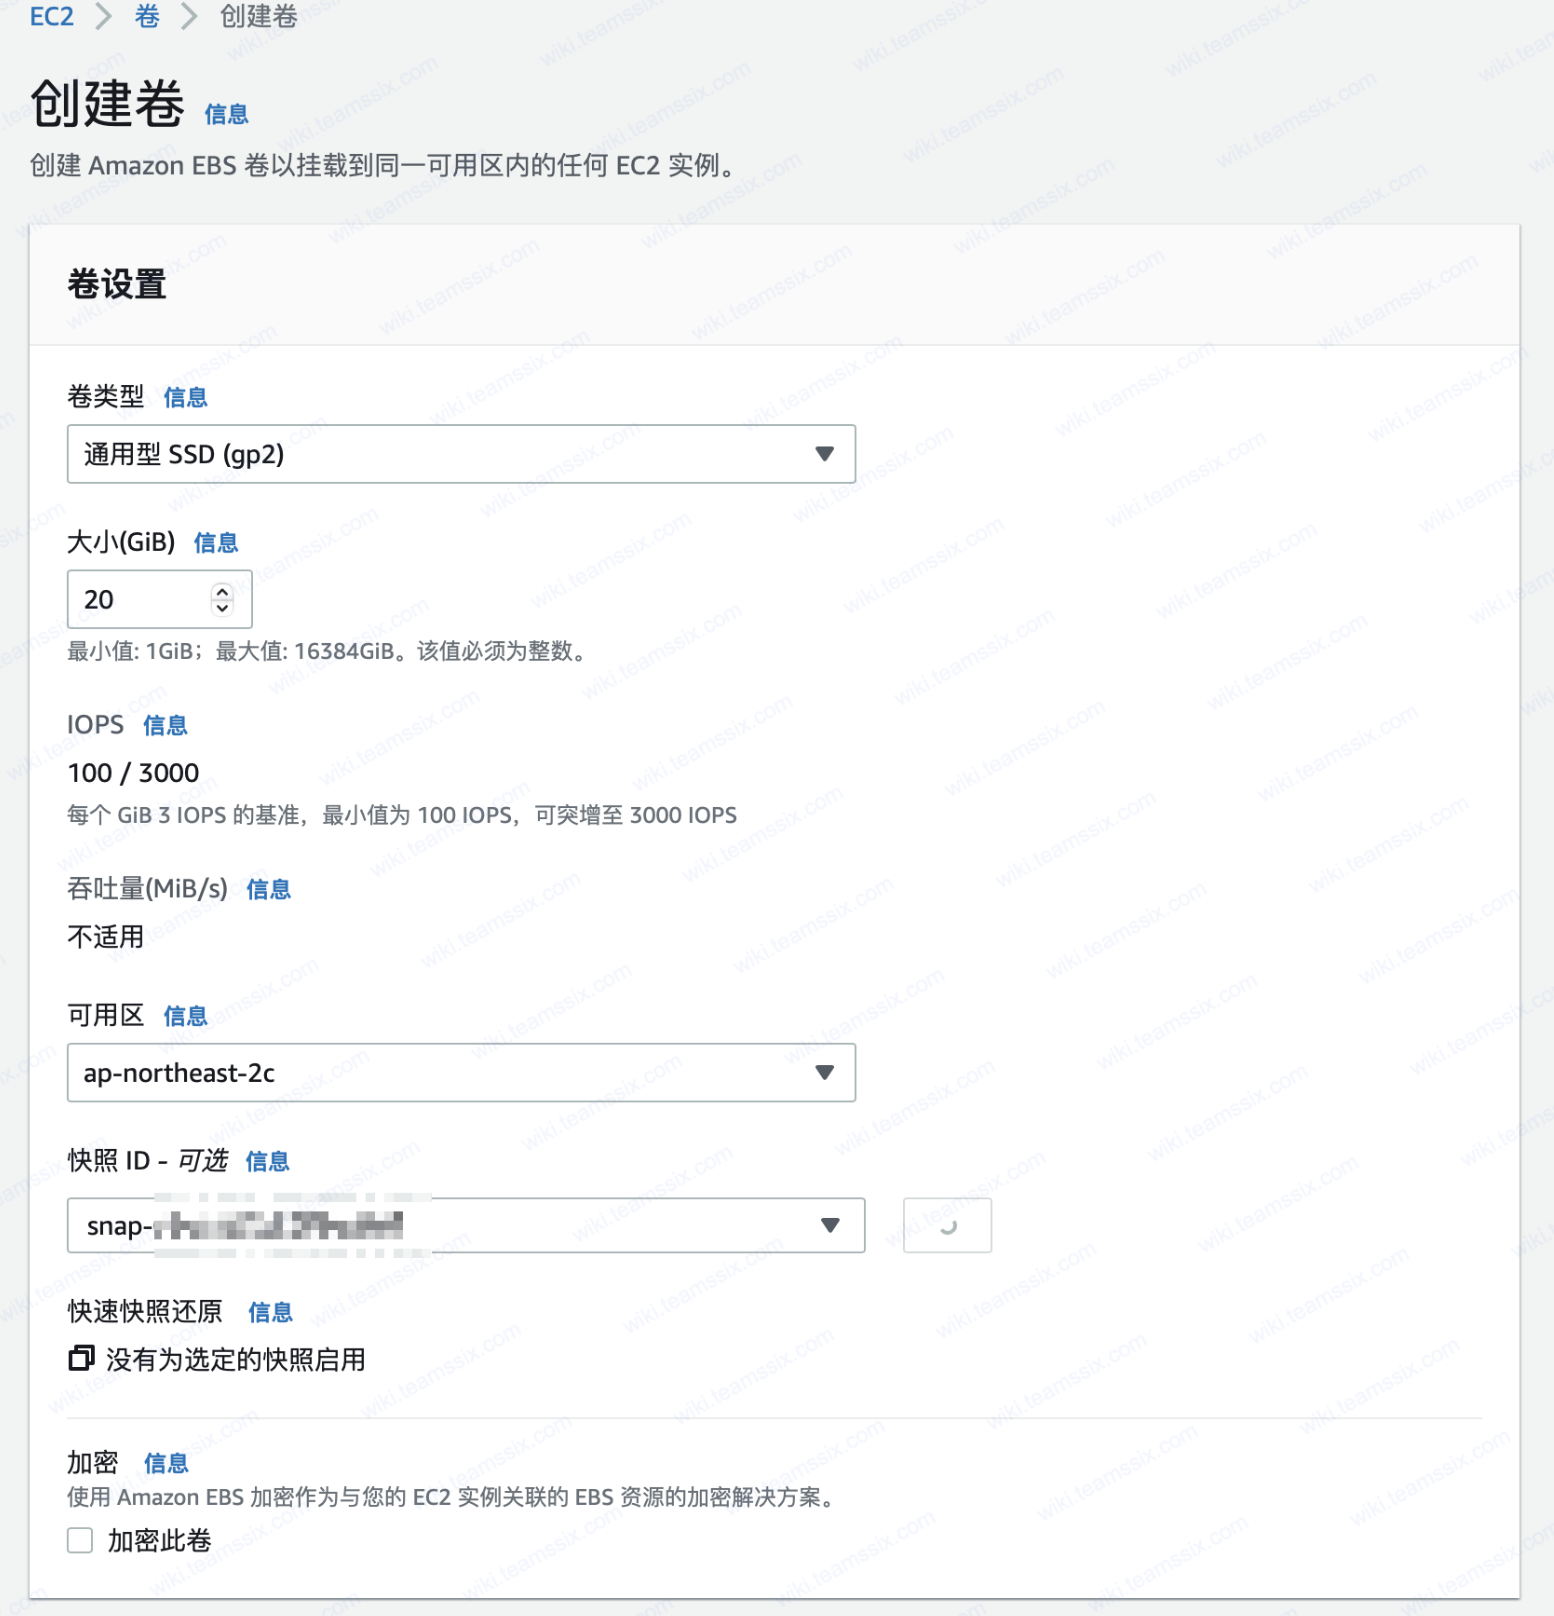 EC2 > 卷 > 创建卷
创建卷 信息
创建 Amazon EBS 卷以挂载到同一可用区内的任何 EC2 实例。
卷设置
卷类型 信息
通用型 SSD (gp2)
大小(GiB) 信息
20
最小值: 1GiB；最大值: 16384GiB。该值必须为整数。
IOPS 信息
100 / 3000
每个 GiB 3 IOPS 的基准，最小值为 100 IOPS，可突增至 3000 IOPS
吞吐量(MiB/s) 信息
不适用
可用区 信息
ap-northeast-2c
快照 ID - 可选 信息
snap-
快速快照还原 信息
没有为选定的快照启用
加密 信息
使用 Amazon EBS 加密作为与您的 EC2 实例关联的 EBS 资源的加密解决方案。
加密此卷
wiki.teamssix.com